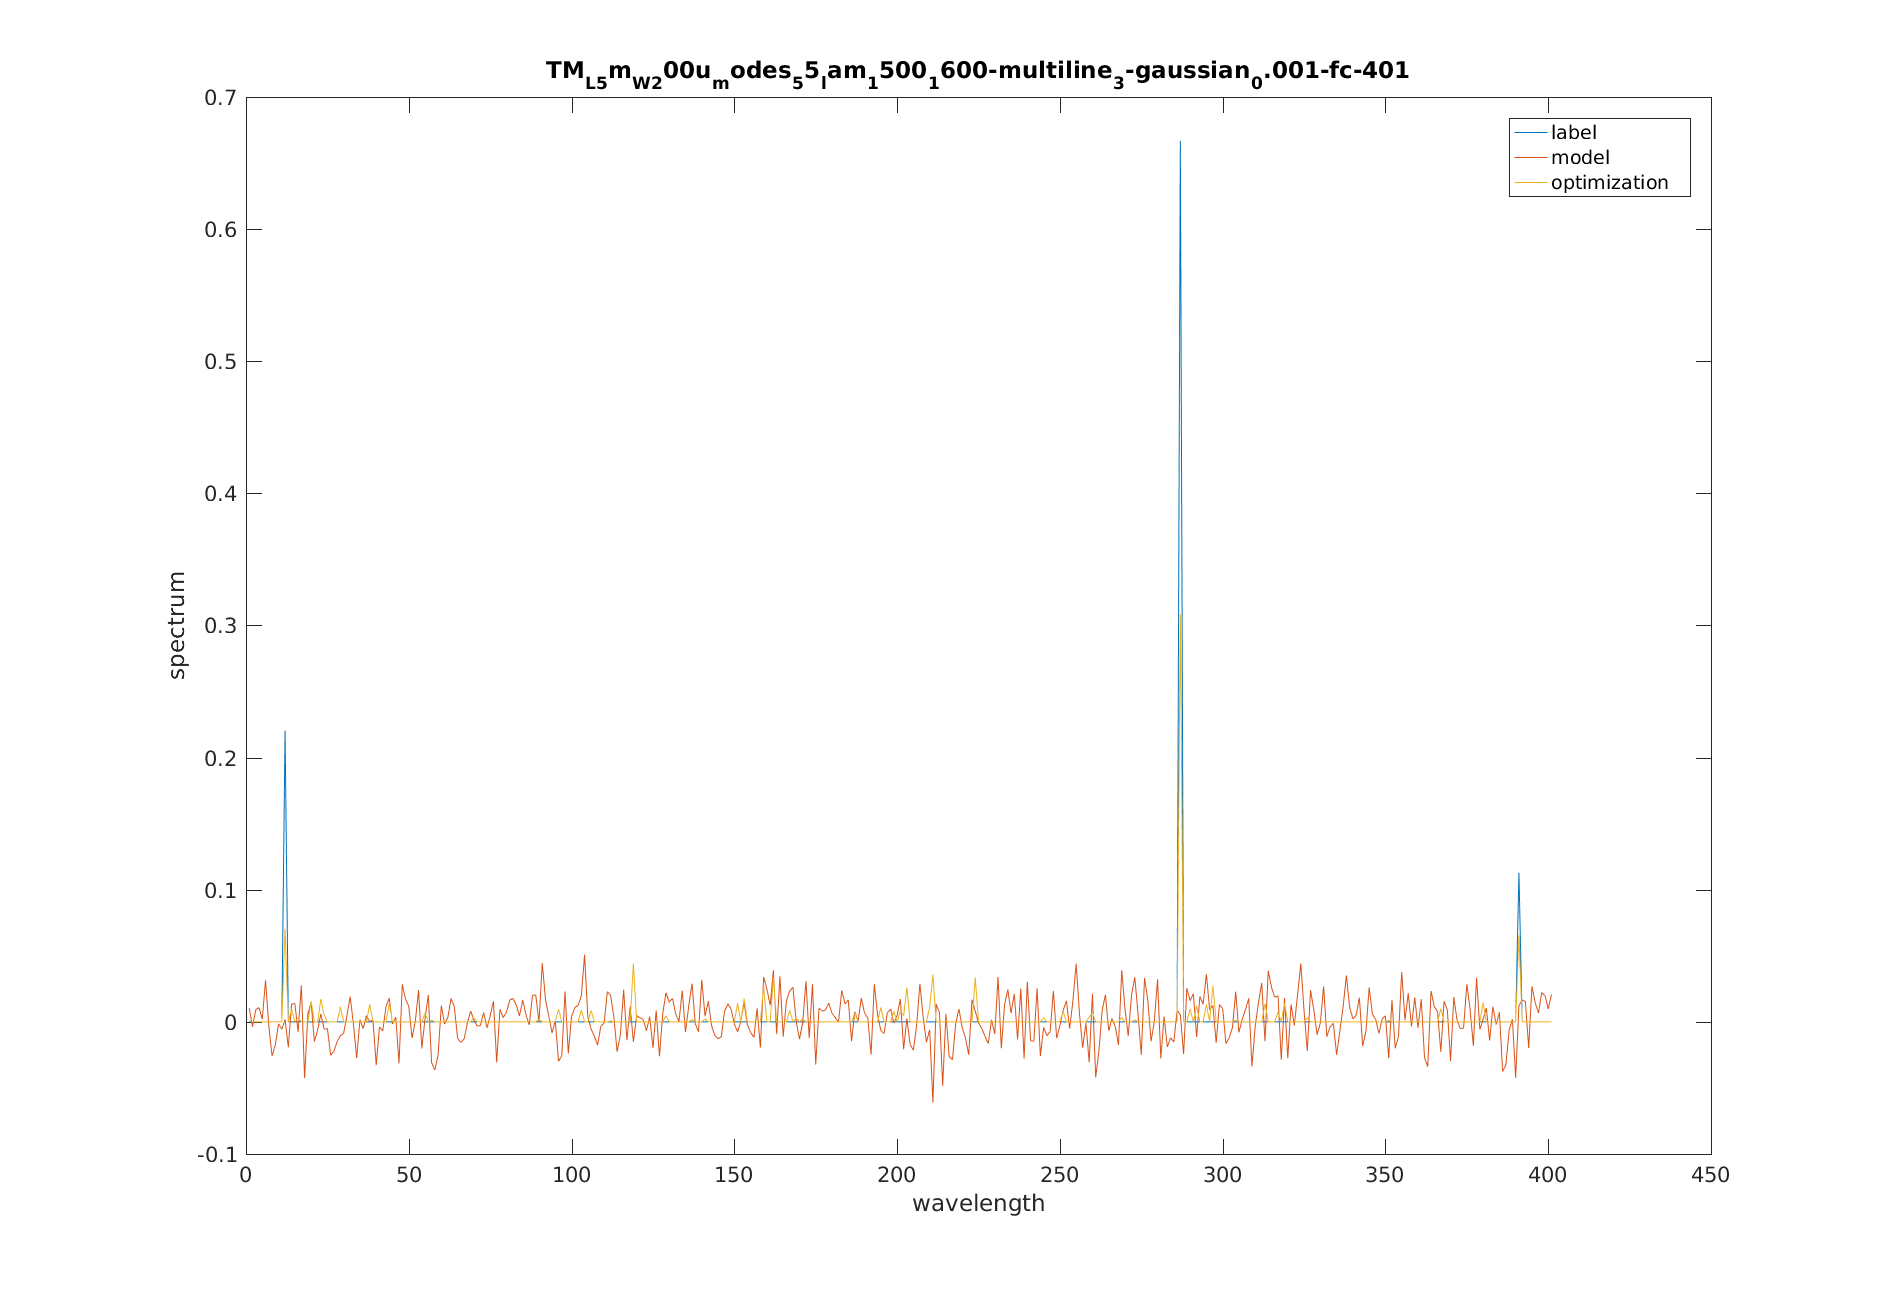 TM_L5m_W200u_modes_55_lam_1500_1600-multiline_3-gaussian_0.001-fc-401
0.7
label
model
optimization
0.6
0.5
0.4
0.3
0.2
0.1
0
-0.1
spectrum
0 50 100 150 200 250 300 350 400 450
wavelength